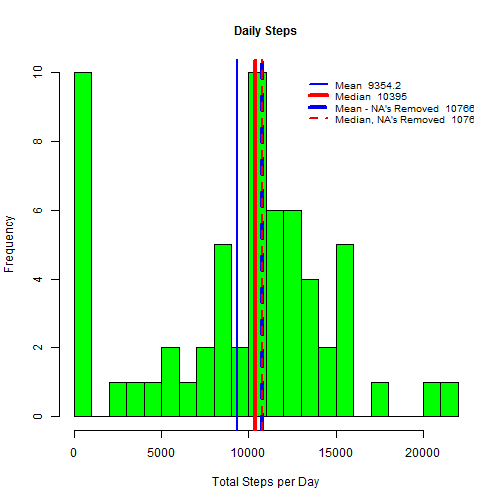 Daily Steps
Mean 9354.2
Median 10395
Mean - NA's Removed 10766
Median, NA's Removed 1076
Frequency
0
2
4
6
8
10
0 5000 10000 15000 20000
Total Steps per Day